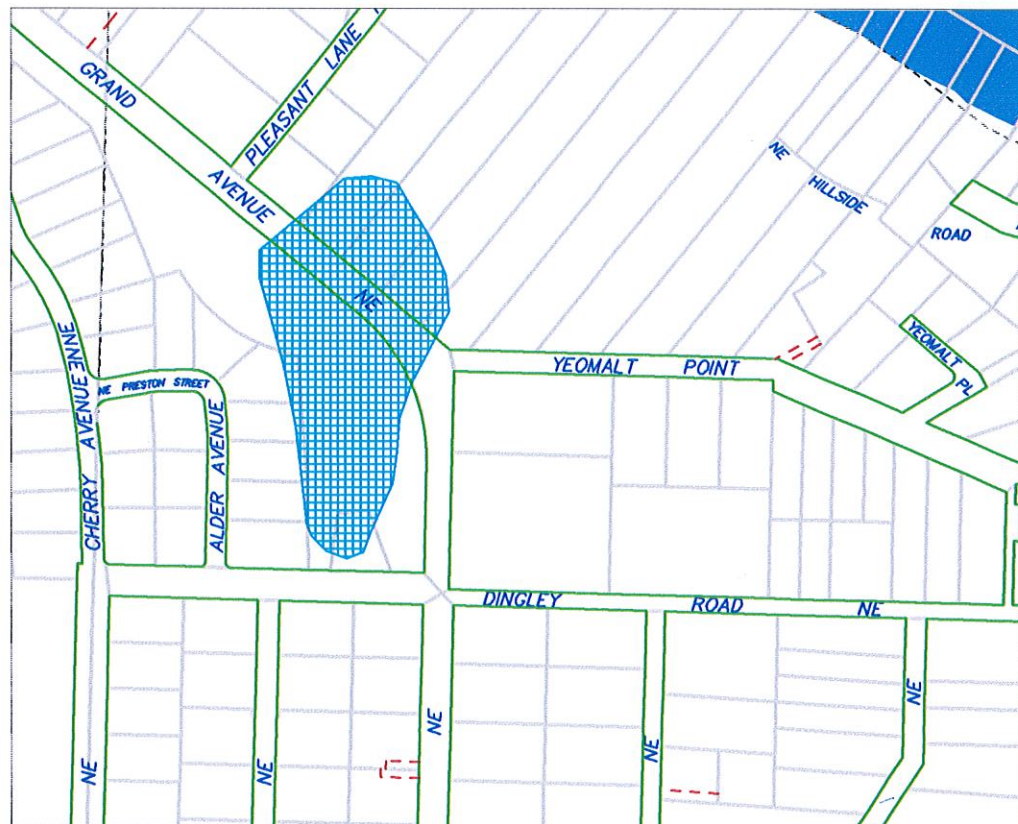 GRAND
PLEASANT LANE
AVENUE
NE
HILLSIDE
ROAD
NE
YEOMALT POINT
YEOMALT
PL
CHERRY AVENUE NE
NE PRESTON STREET
ALDER AVENUE
DINGLEY ROAD NE
NE
NE
NE
NE
NE